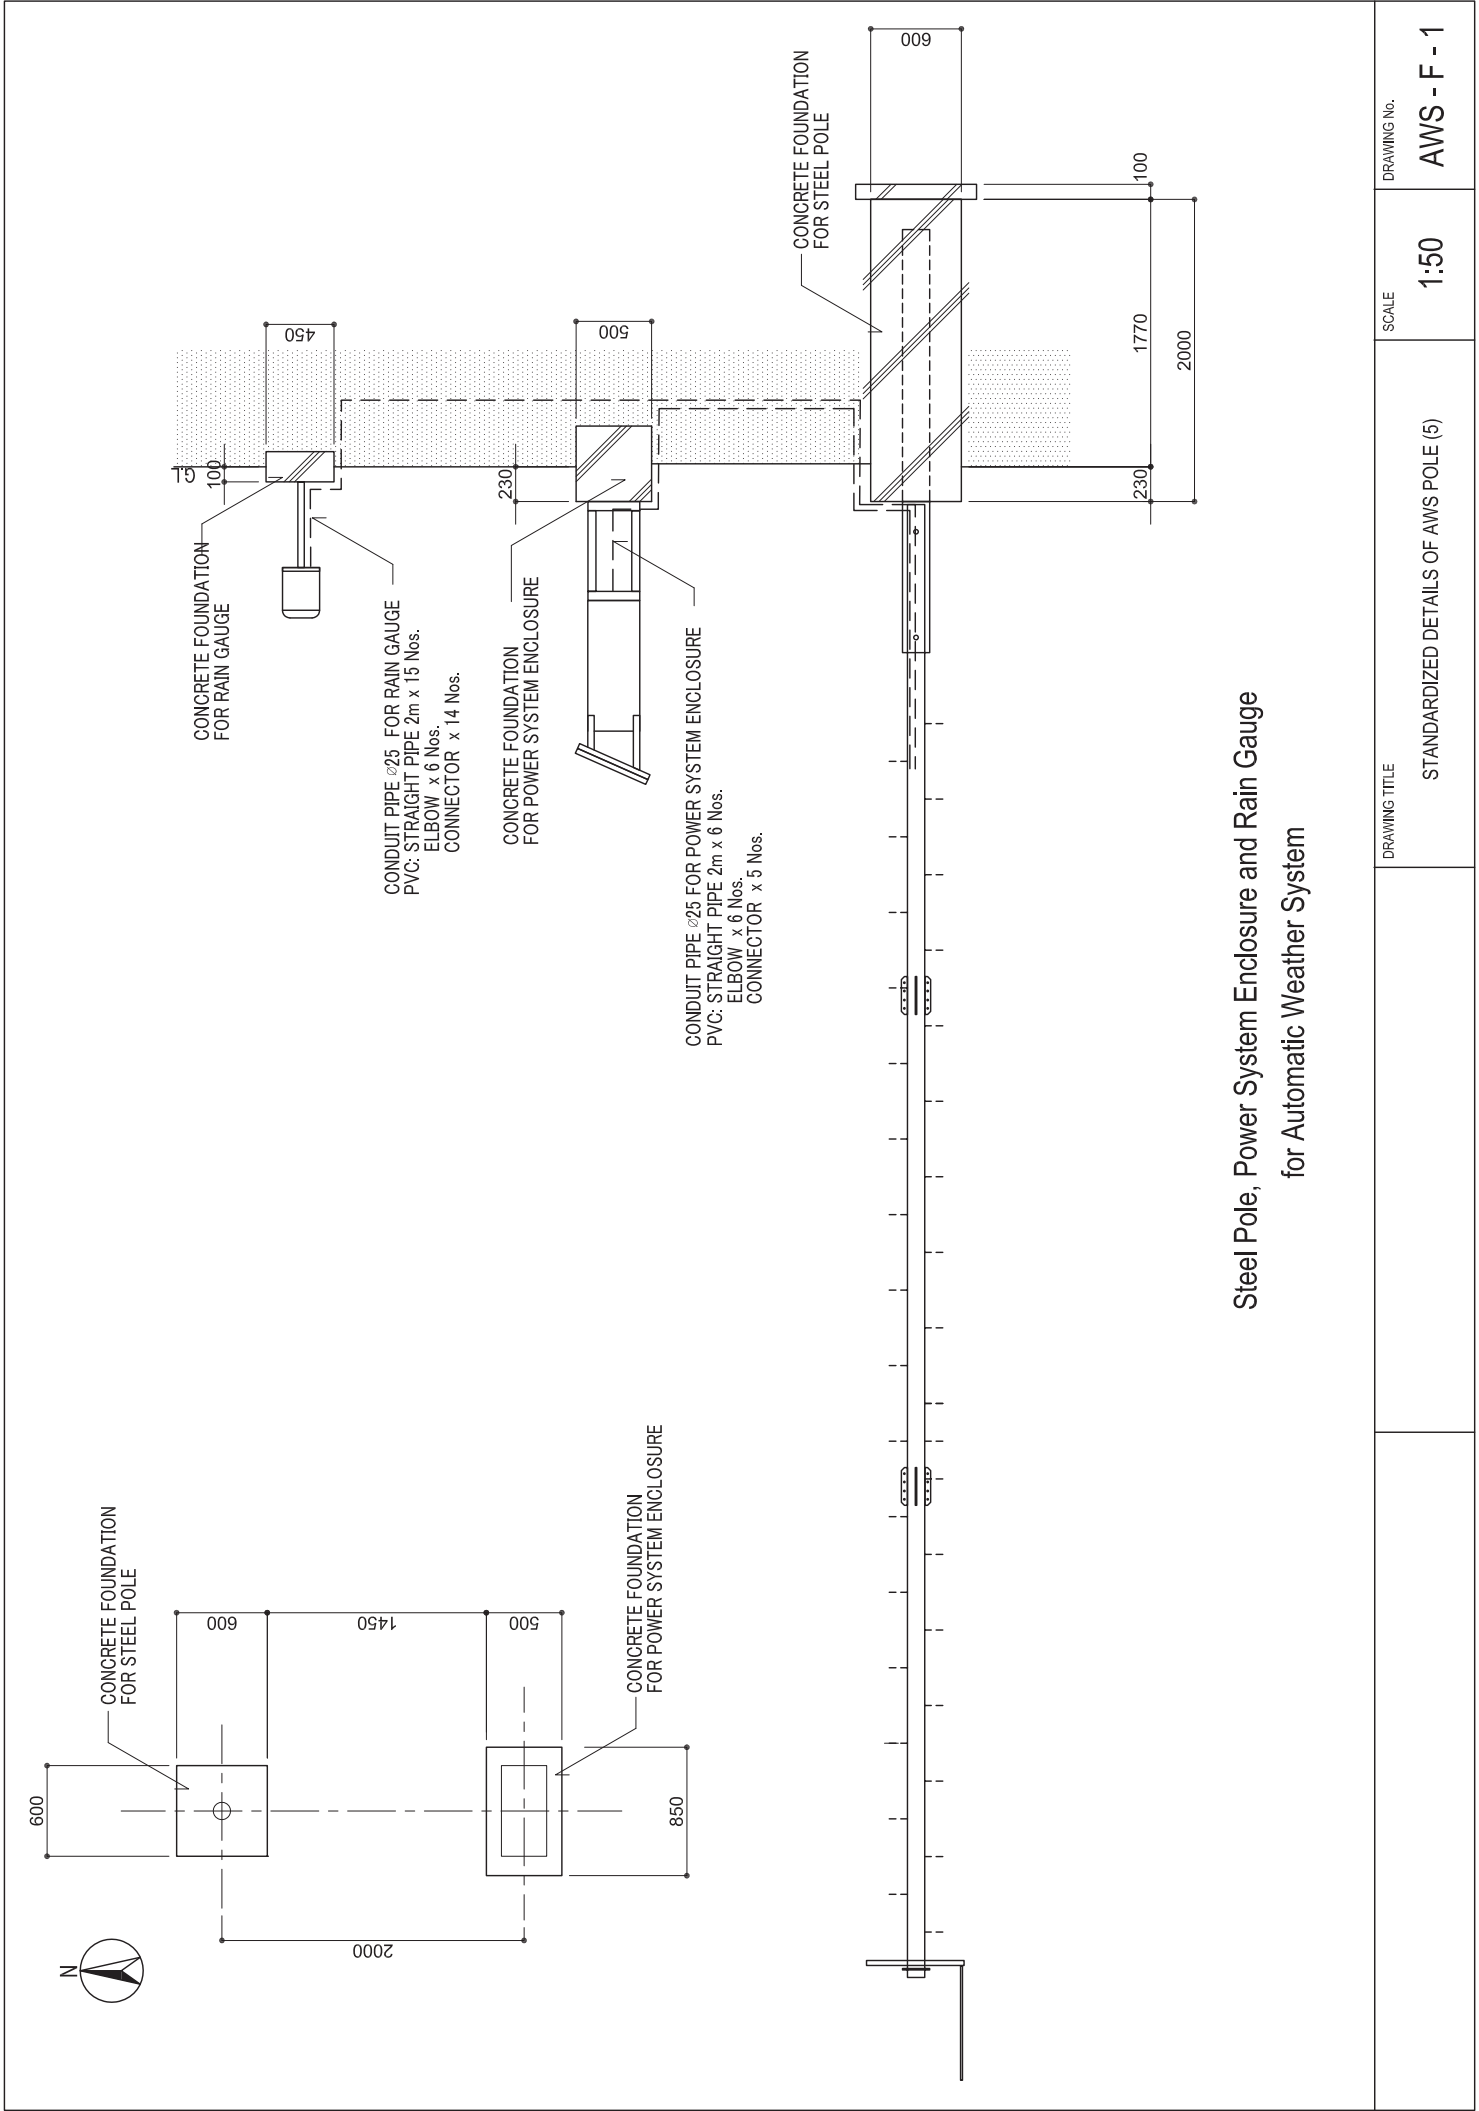 N
600
CONCRETE FOUNDATION
FOR STEEL POLE
600
1450
500
2000
850
CONCRETE FOUNDATION
FOR POWER SYSTEM ENCLOSURE
CONCRETE FOUNDATION
FOR RAIN GAUGE
GL
100
450
CONDUIT PIPE ⌀25 FOR RAIN GAUGE
PVC: STRAIGHT PIPE 2m x 15 Nos.
ELBOW x 6 Nos.
CONNECTOR x 14 Nos.
CONCRETE FOUNDATION
FOR POWER SYSTEM ENCLOSURE
230
500
CONDUIT PIPE ⌀25 FOR POWER SYSTEM ENCLOSURE
PVC: STRAIGHT PIPE 2m x 6 Nos.
ELBOW x 6 Nos.
CONNECTOR x 5 Nos.
CONCRETE FOUNDATION
FOR STEEL POLE
600
230
1770
100
2000
Steel Pole, Power System Enclosure and Rain Gauge
for Automatic Weather System
DRAWING TITLE
STANDARDIZED DETAILS OF AWS POLE (5)
SCALE
1:50
DRAWING No.
AWS - F - 1